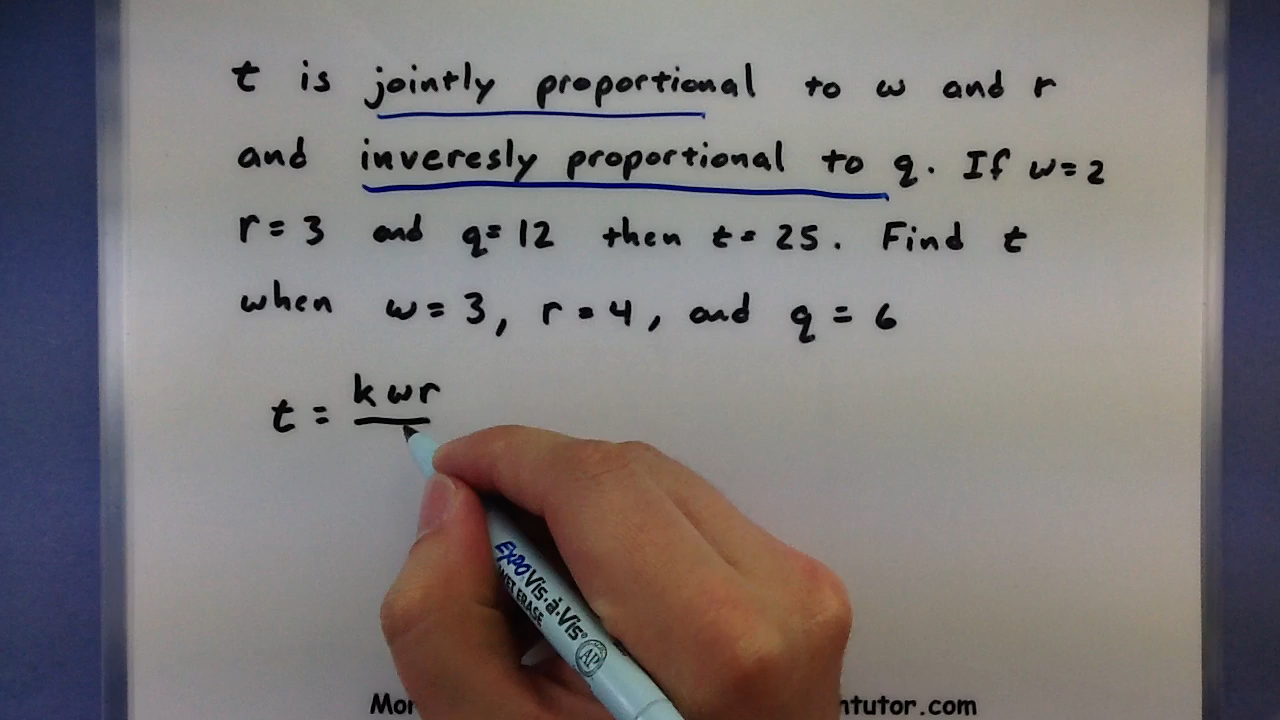 t is jointly proportional to w and r
and inveresly proportional to q. If w=2
r=3 and q=12 then t=25. Find t
when w=3, r=4, and q=6
t = kwr
EXPO Vis·à·Vis®
WET ERASE
AP
ntutor.com